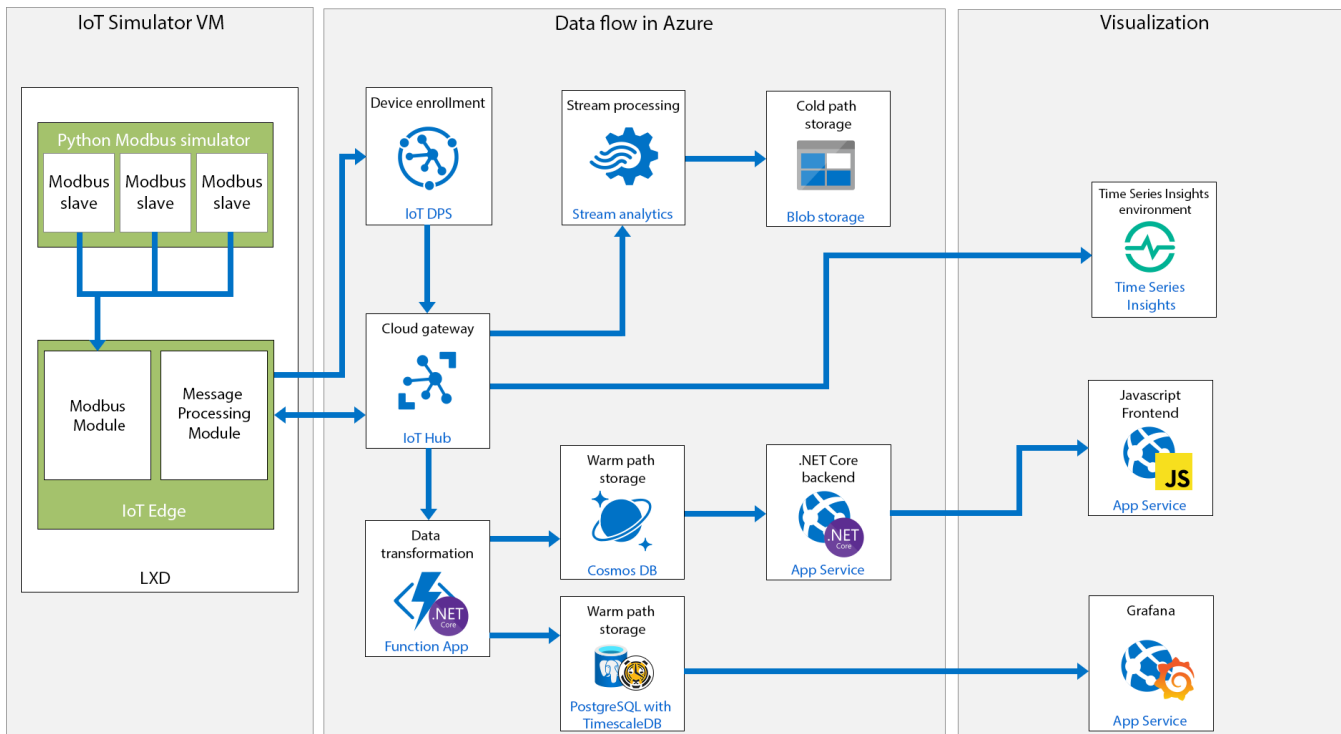 IoT Simulator VM
Python Modbus simulator
Modbus
slave
Modbus
slave
Modbus
slave
Modbus
Module
Message
Processing
Module
IoT Edge
LXD
Data flow in Azure
Device enrollment
IoT DPS
Stream processing
Stream analytics
Cold path
storage
Blob storage
Cloud gateway
IoT Hub
Data
transformation
.NET
Core
Function App
Warm path
storage
Cosmos DB
.NET Core
backend
.NET
Core
App Service
Warm path
storage
PostgreSQL with
TimescaleDB
Visualization
Time Series Insights
environment
Time Series
Insights
Javascript
Frontend
JS
App Service
Grafana
App Service